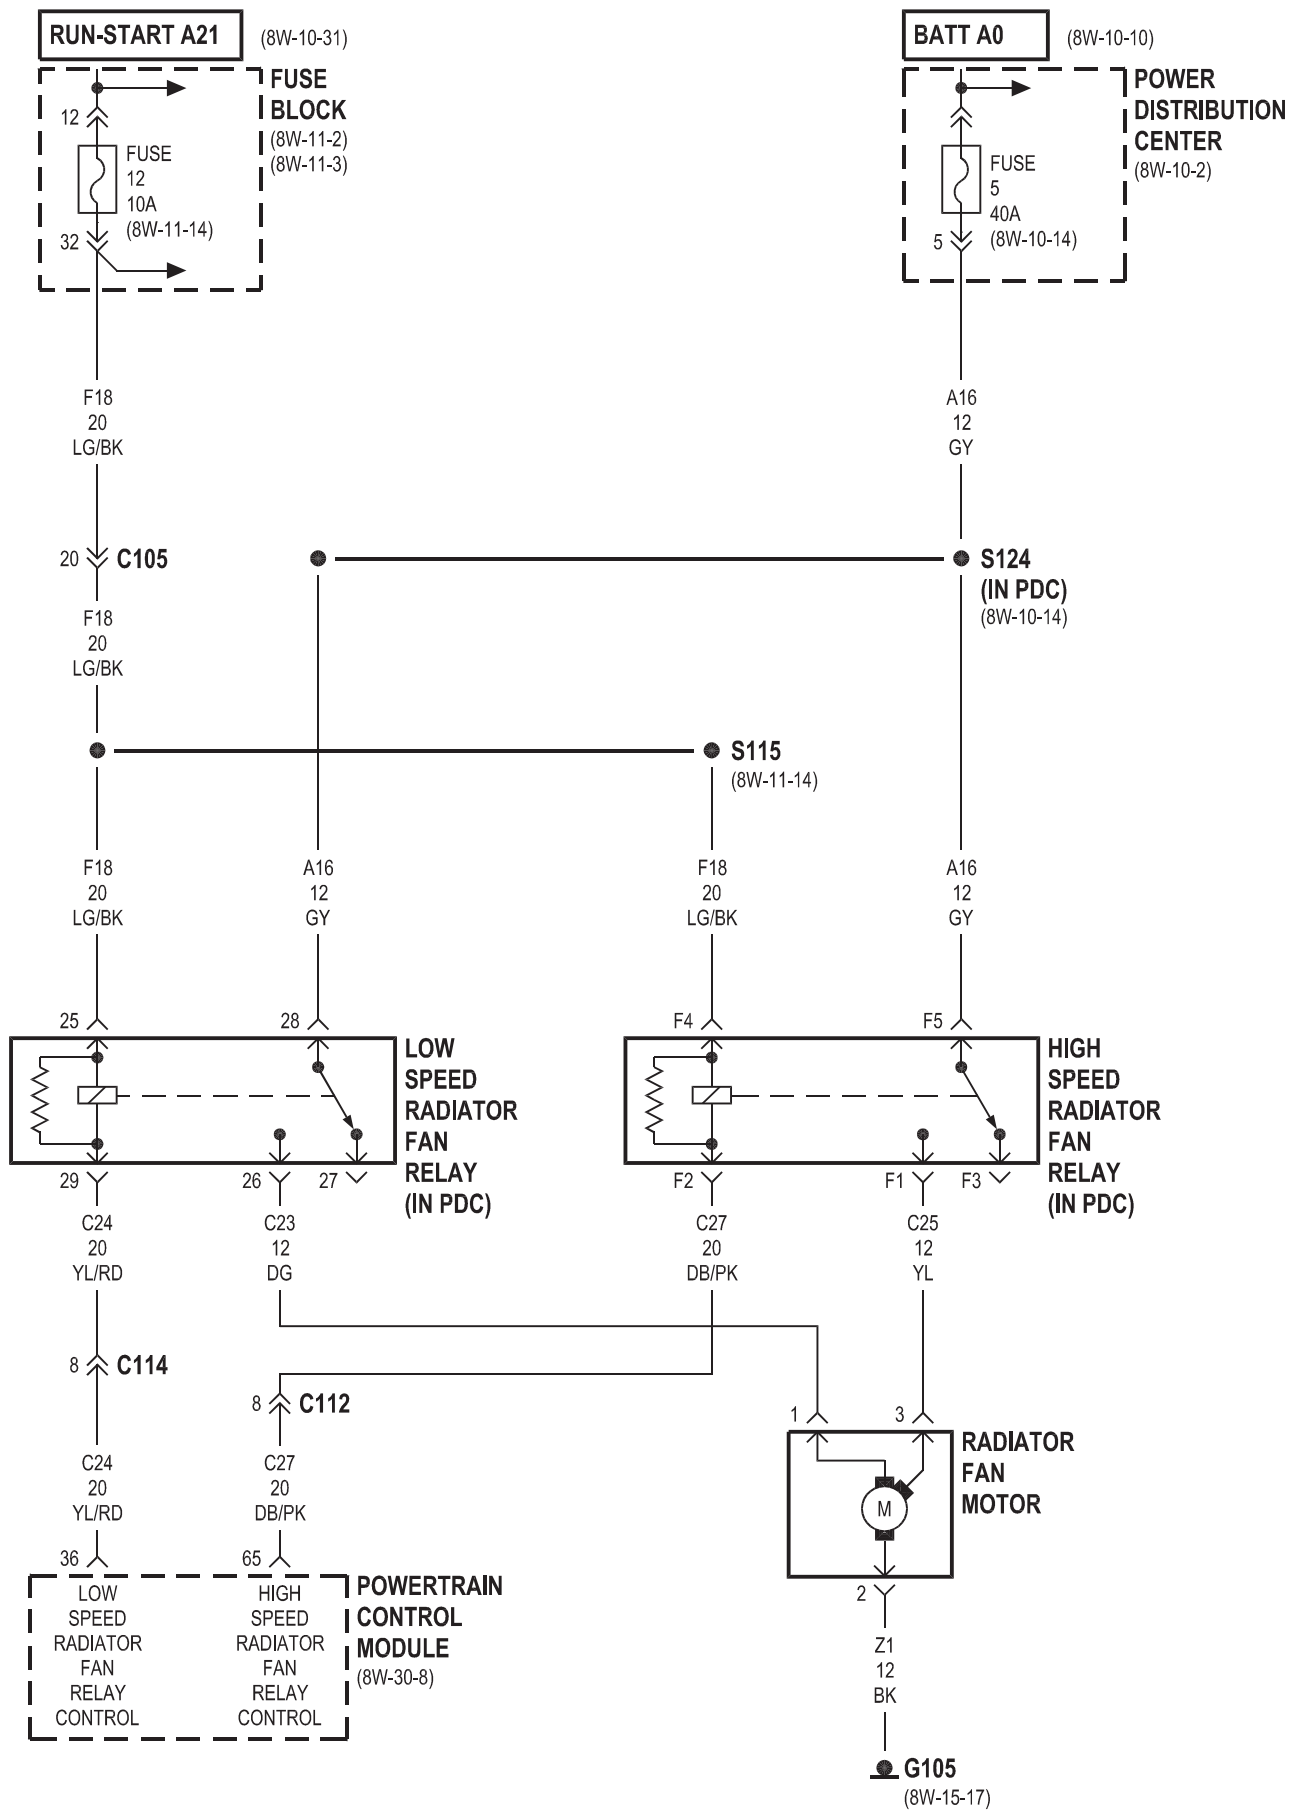 RUN-START A21
(8W-10-31)
BATT A0
(8W-10-10)
FUSE
BLOCK
(8W-11-2)
(8W-11-3)
12
FUSE
12
10A
(8W-11-14)
32
POWER
DISTRIBUTION
CENTER
(8W-10-2)
FUSE
5
40A
(8W-10-14)
5
F18
20
LG/BK
A16
12
GY
20
C105
S124
(IN PDC)
(8W-10-14)
F18
20
LG/BK
S115
(8W-11-14)
F18
20
LG/BK
A16
12
GY
F18
20
LG/BK
A16
12
GY
25
28
F4
F5
LOW
SPEED
RADIATOR
FAN
RELAY
(IN PDC)
HIGH
SPEED
RADIATOR
FAN
RELAY
(IN PDC)
29
26
27
F2
F1
F3
C24
20
YL/RD
C23
12
DG
C27
20
DB/PK
C25
12
YL
8
C114
8
C112
1
3
RADIATOR
FAN
MOTOR
M
C24
20
YL/RD
C27
20
DB/PK
36
65
2
LOW
SPEED
RADIATOR
FAN
RELAY
CONTROL
HIGH
SPEED
RADIATOR
FAN
RELAY
CONTROL
POWERTRAIN
CONTROL
MODULE
(8W-30-8)
Z1
12
BK
G105
(8W-15-17)